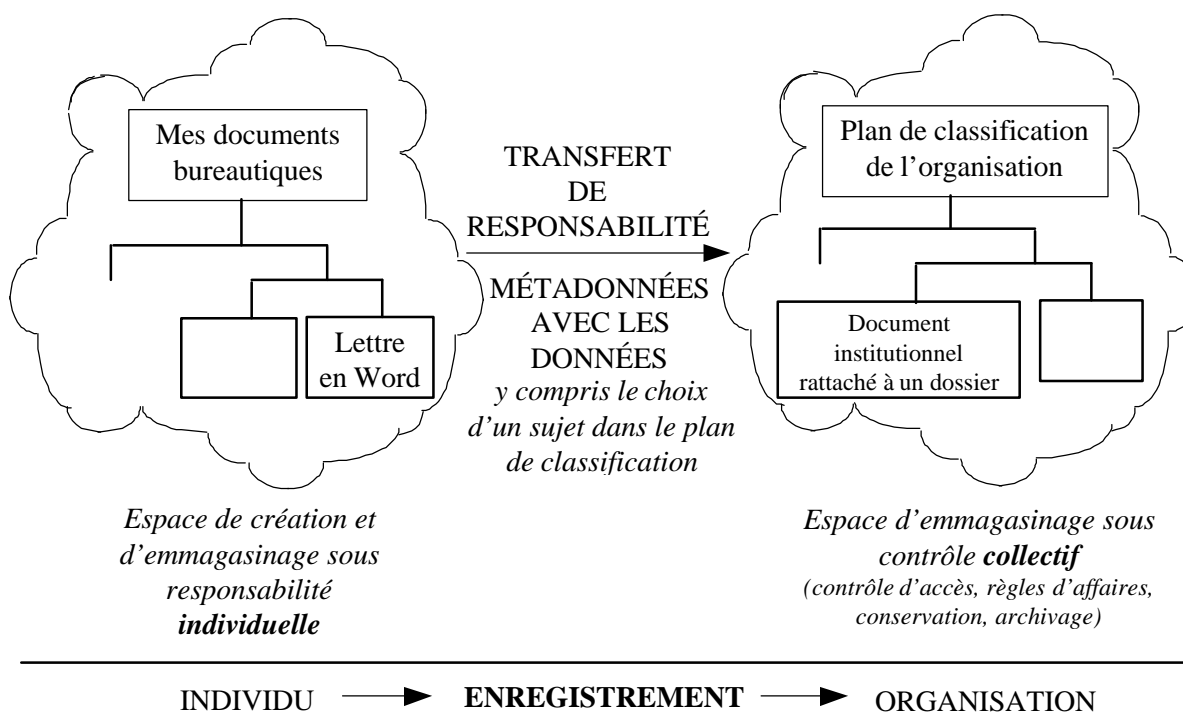 Mes documents
bureautiques
Lettre
en Word
TRANSFERT
DE
RESPONSABILITÉ
MÉTADONNÉES
AVEC LES
DONNÉES
y compris le choix
d’un sujet dans le plan
de classification
Plan de classification
de l’organisation
Document
institutionnel
rattaché à un dossier
Espace de création et
d’emmagasinage sous
responsabilité
individuelle
Espace d’emmagasinage sous
contrôle collectif
(contrôle d’accès, règles d’affaires,
conservation, archivage)
INDIVIDU ENREGISTREMENT ORGANISATION